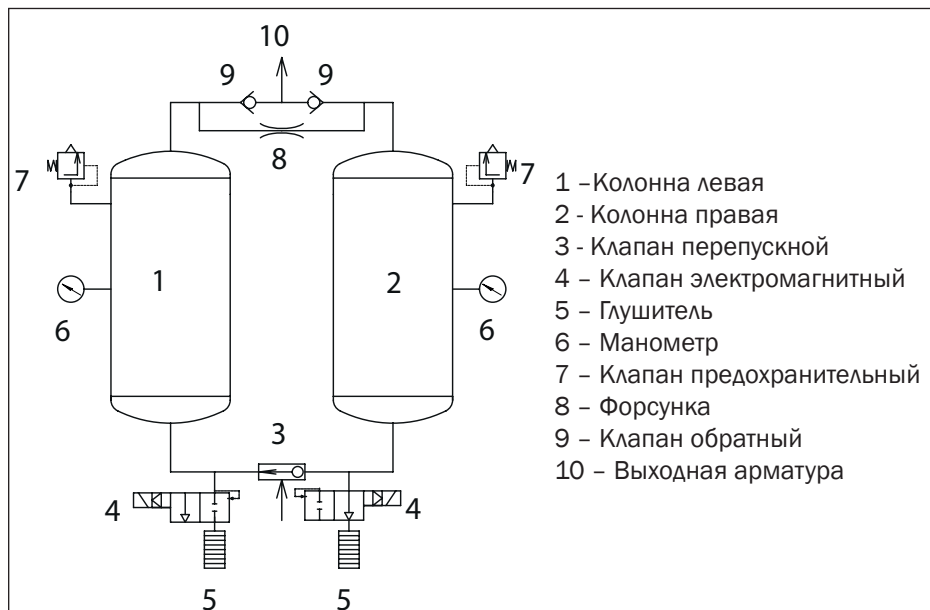 10
9 9
8
7 7
1 2
6 6
3
4 4
5 5
1 –Колонна левая
2 - Колонна правая
3 - Клапан перепускной
4 – Клапан электромагнитный
5 – Глушитель
6 – Манометр
7 – Клапан предохранительный
8 – Форсунка
9 – Клапан обратный
10 – Выходная арматура